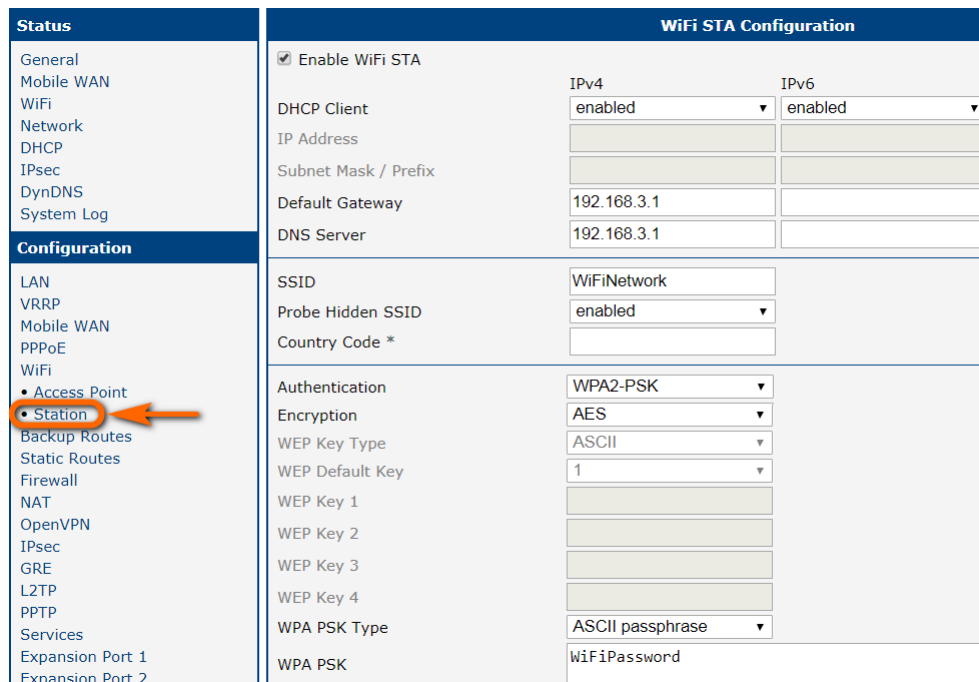 Status
General
Mobile WAN
WiFi
Network
DHCP
IPsec
DynDNS
System Log
Configuration
LAN
VRRP
Mobile WAN
PPPoE
WiFi
• Access Point
• Station
Backup Routes
Static Routes
Firewall
NAT
OpenVPN
IPsec
GRE
L2TP
PPTP
Services
Expansion Port 1
Expansion Port 2
WiFi STA Configuration
Enable WiFi STA
IPv4 IPv6
DHCP Client enabled enabled
IP Address
Subnet Mask / Prefix
Default Gateway 192.168.3.1
DNS Server 192.168.3.1
SSID WiFiNetwork
Probe Hidden SSID enabled
Country Code *
Authentication WPA2-PSK
Encryption AES
WEP Key Type ASCII
WEP Default Key 1
WEP Key 1
WEP Key 2
WEP Key 3
WEP Key 4
WPA PSK Type ASCII passphrase
WPA PSK WiFiPassword